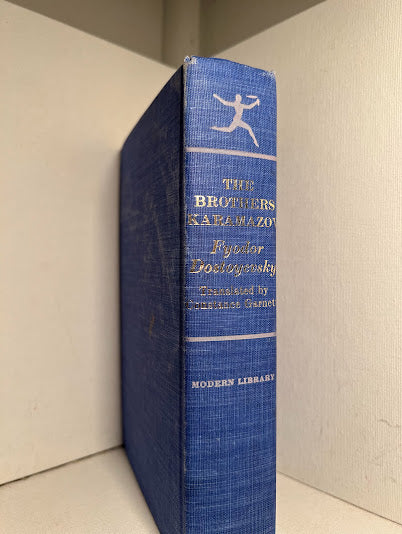 THE
BROTHERS
KARAMAZOV
Fyodor
Dostoyevsky
Translated by
Constance Garnett
MODERN LIBRARY